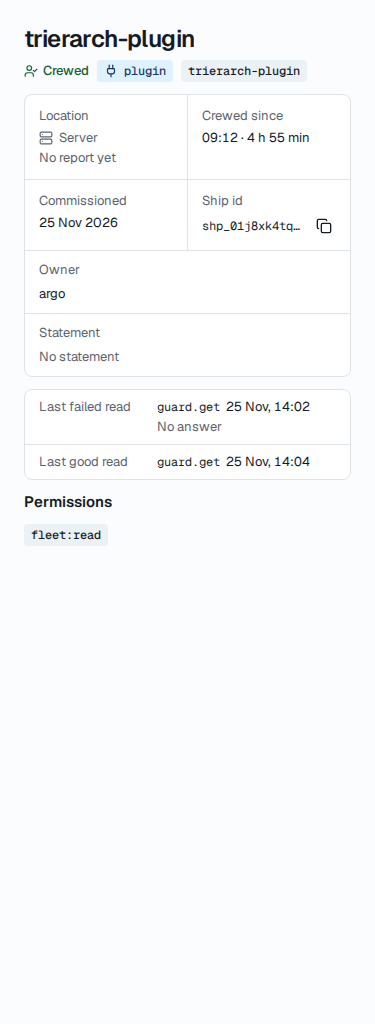 trierarch-plugin
Crewed plugin trierarch-plugin
Location
Server
No report yet
Crewed since
09:12 · 4 h 55 min
Commissioned
25 Nov 2026
Ship id
shp_01j8xk4tq…
Owner
argo
Statement
No statement
Last failed read guard.get 25 Nov, 14:02
No answer
Last good read guard.get 25 Nov, 14:04
Permissions
fleet:read